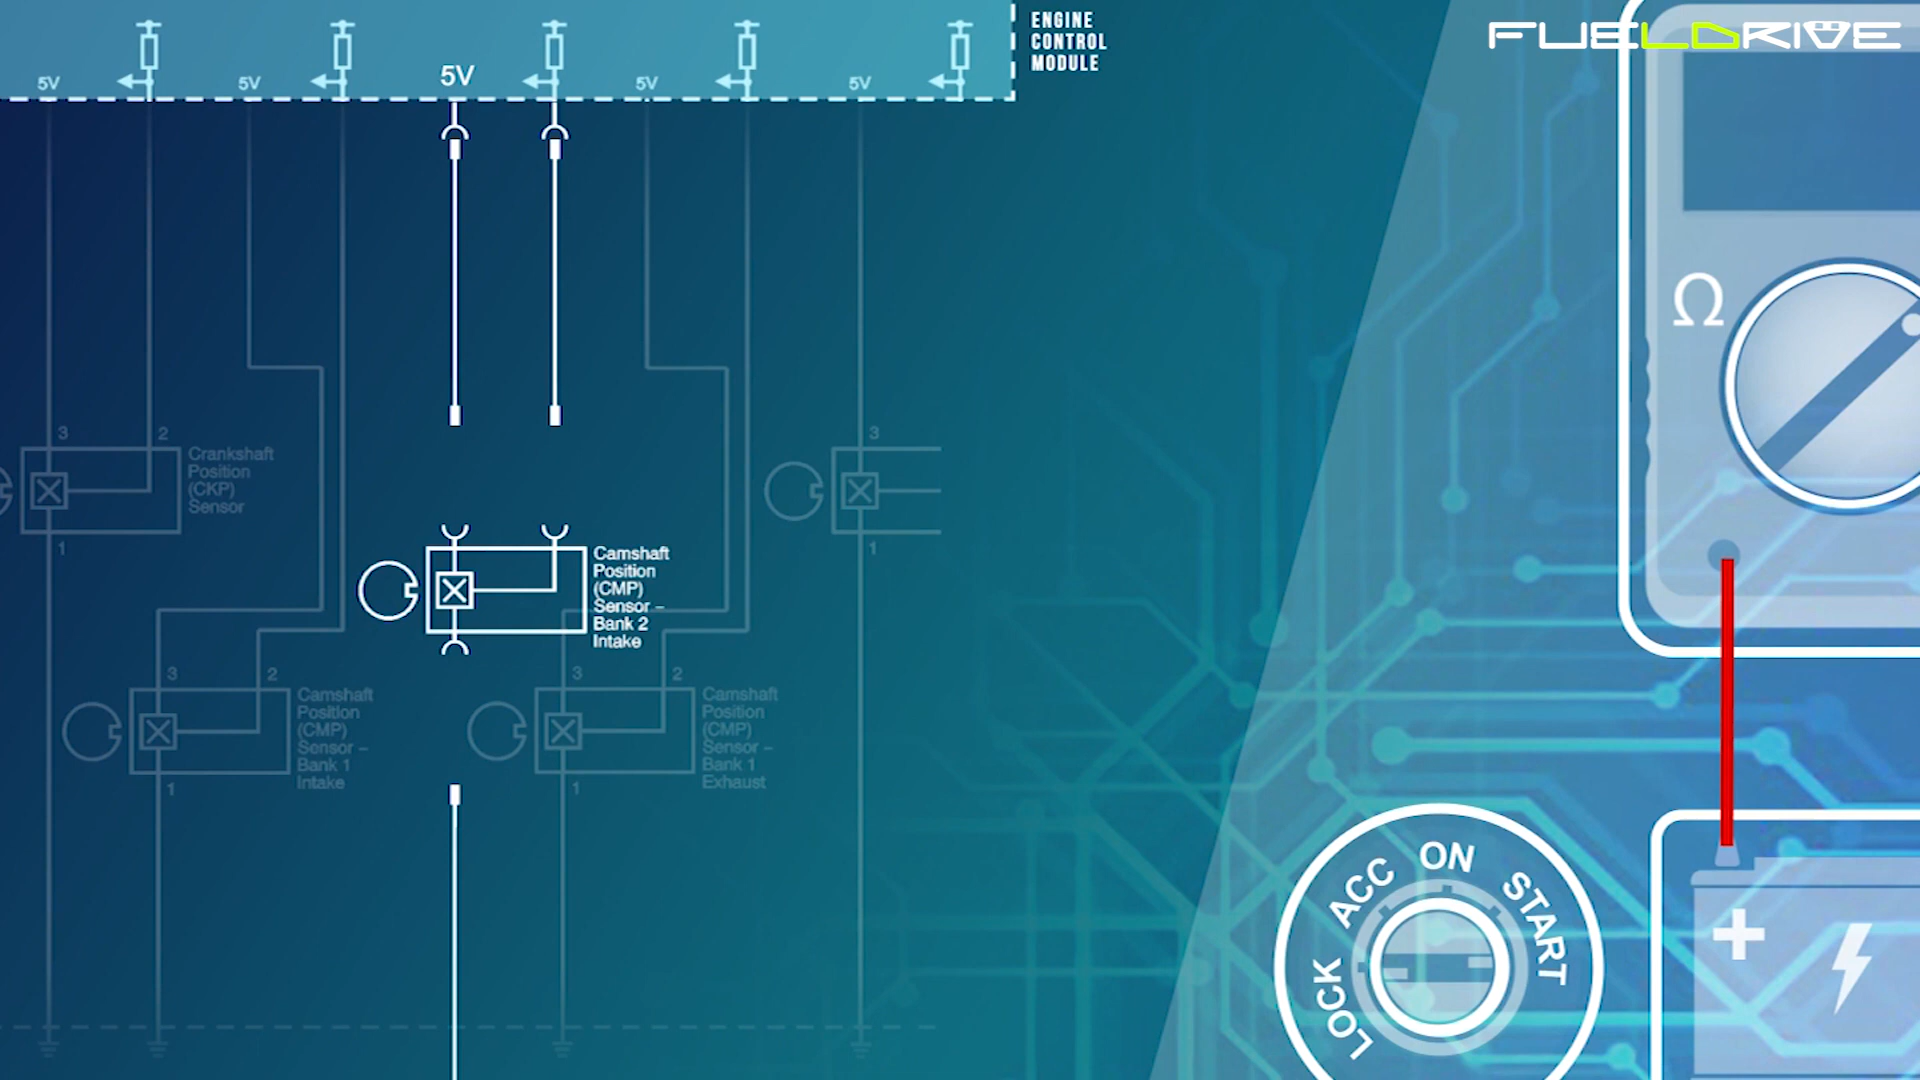 ENGINE
CONTROL
MODULE
FUELDRIVE
5V
5V
5V
5V
5V
Ω
3
2
Crankshaft
Position
(CKP)
Sensor
1
3
1
Camshaft
Position
(CMP)
Sensor –
Bank 2
Intake
3
2
Camshaft
Position
(CMP)
Sensor –
Bank 1
Intake
1
3
2
Camshaft
Position
(CMP)
Sensor –
Bank 1
Exhaust
1
LOCK
ACC
ON
START
+